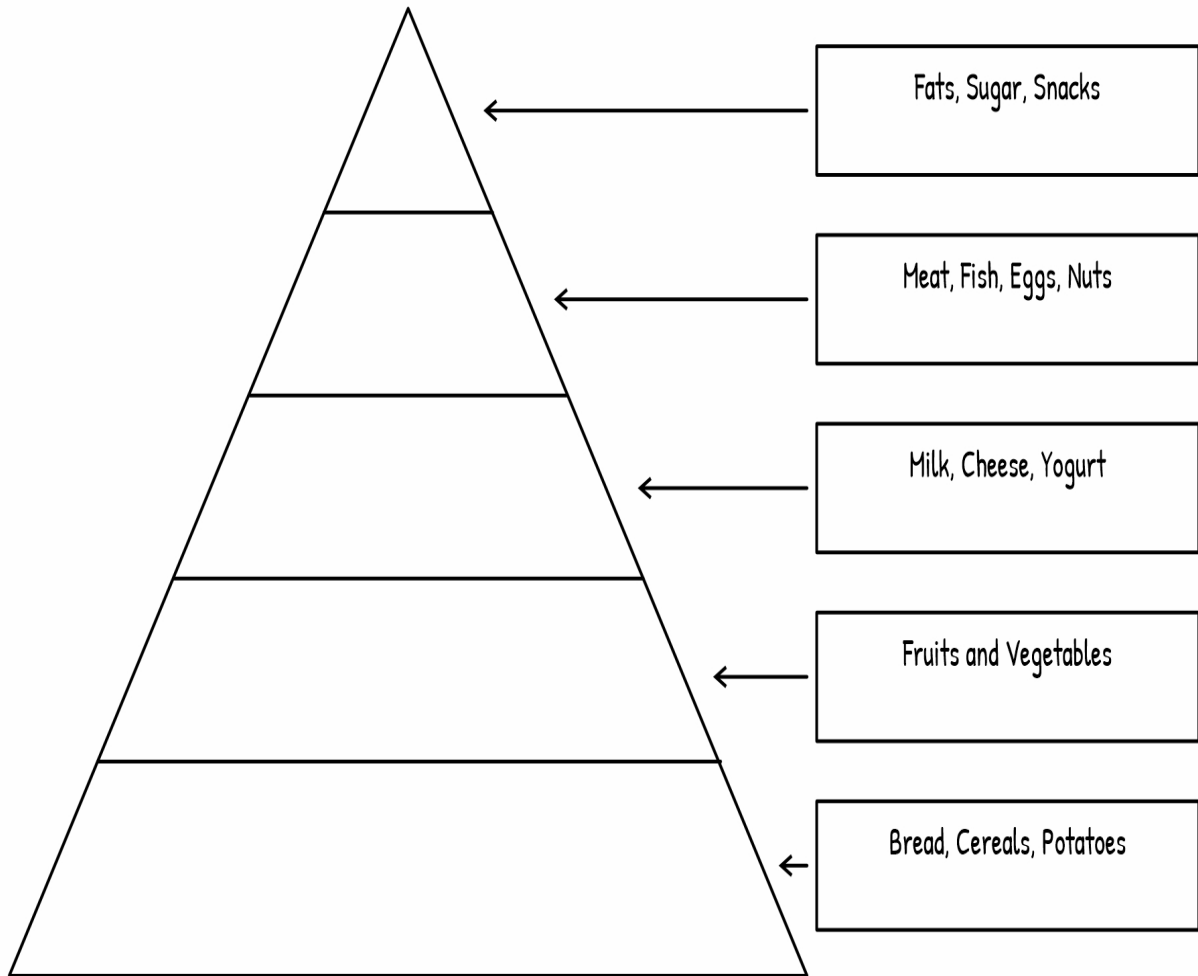 Fats, Sugar, Snacks
Meat, Fish, Eggs, Nuts
Milk, Cheese, Yogurt
Fruits and Vegetables
Bread, Cereals, Potatoes